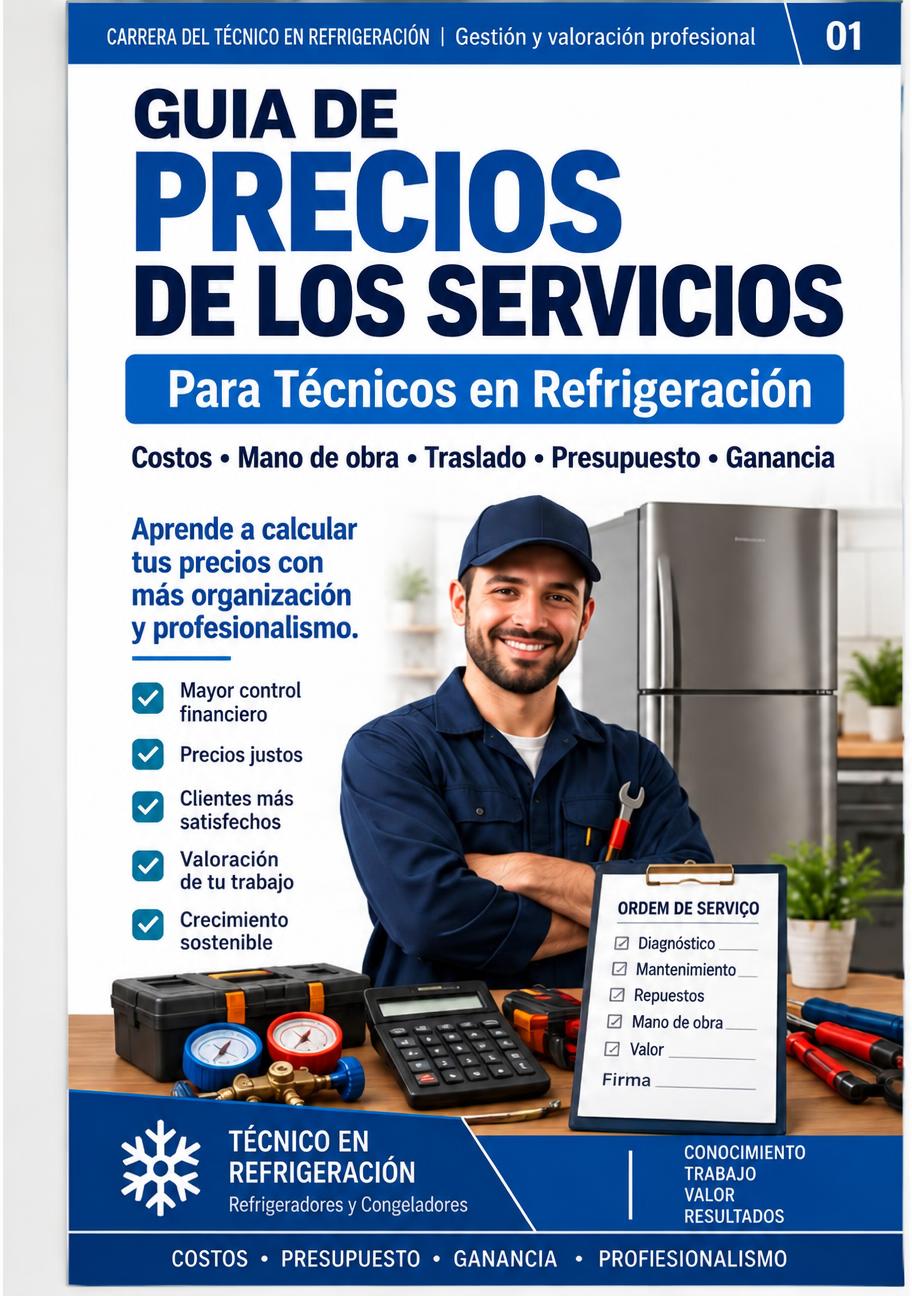 CARRERA DEL TÉCNICO EN REFRIGERACIÓN | Gestión y valoración profesional
01
GUIA DE
PRECIOS
DE LOS SERVICIOS
Para Técnicos en Refrigeración
Costos • Mano de obra • Traslado • Presupuesto • Ganancia
Aprende a calcular
tus precios con
más organización
y profesionalismo.
Mayor control
financiero
Precios justos
Clientes más
satisfechos
Valoración
de tu trabajo
Crecimiento
sostenible
ORDEM DE SERVIÇO
Diagnóstico
Mantenimiento
Repuestos
Mano de obra
Valor
Firma
TÉCNICO EN
REFRIGERACIÓN
Refrigeradores y Congeladores
CONOCIMIENTO
TRABAJO
VALOR
RESULTADOS
COSTOS • PRESUPUESTO • GANANCIA • PROFIESIONALISMO